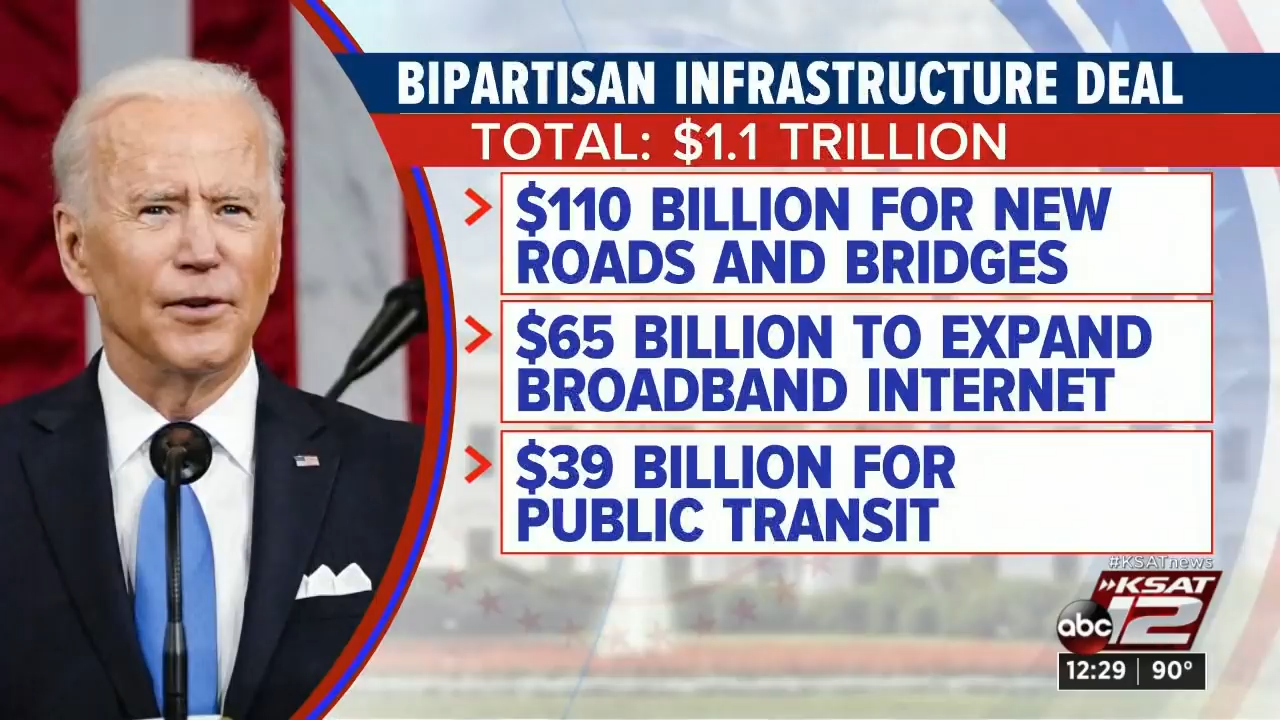 BIPARTISAN INFRASTRUCTURE DEAL
TOTAL: $1.1 TRILLION
> $110 BILLION FOR NEW
ROADS AND BRIDGES
> $65 BILLION TO EXPAND
BROADBAND INTERNET
> $39 BILLION FOR
PUBLIC TRANSIT
#KSATnews
KSAT
abc 12
12:29 | 90°